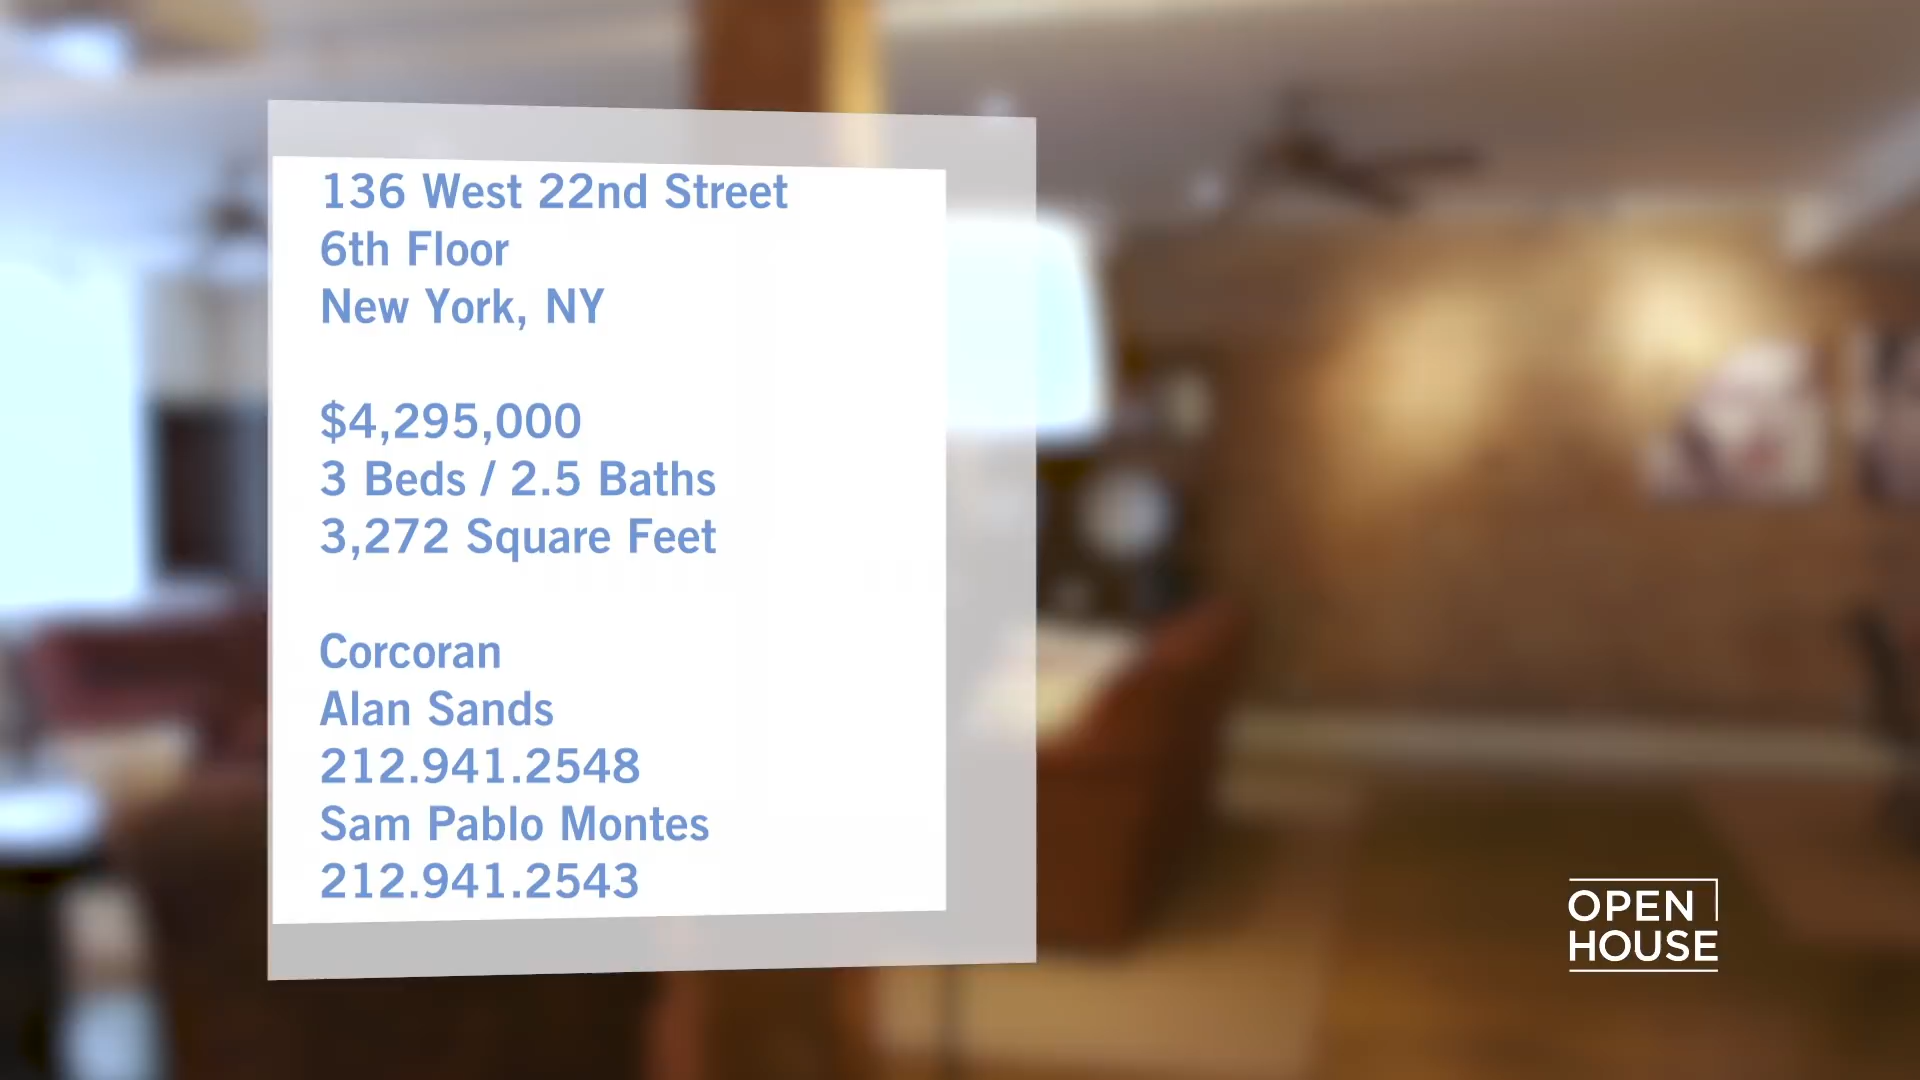 136 West 22nd Street
6th Floor
New York, NY
$4,295,000
3 Beds / 2.5 Baths
3,272 Square Feet
Corcoran
Alan Sands
212.941.2548
Sam Pablo Montes
212.941.2543
OPEN
HOUSE